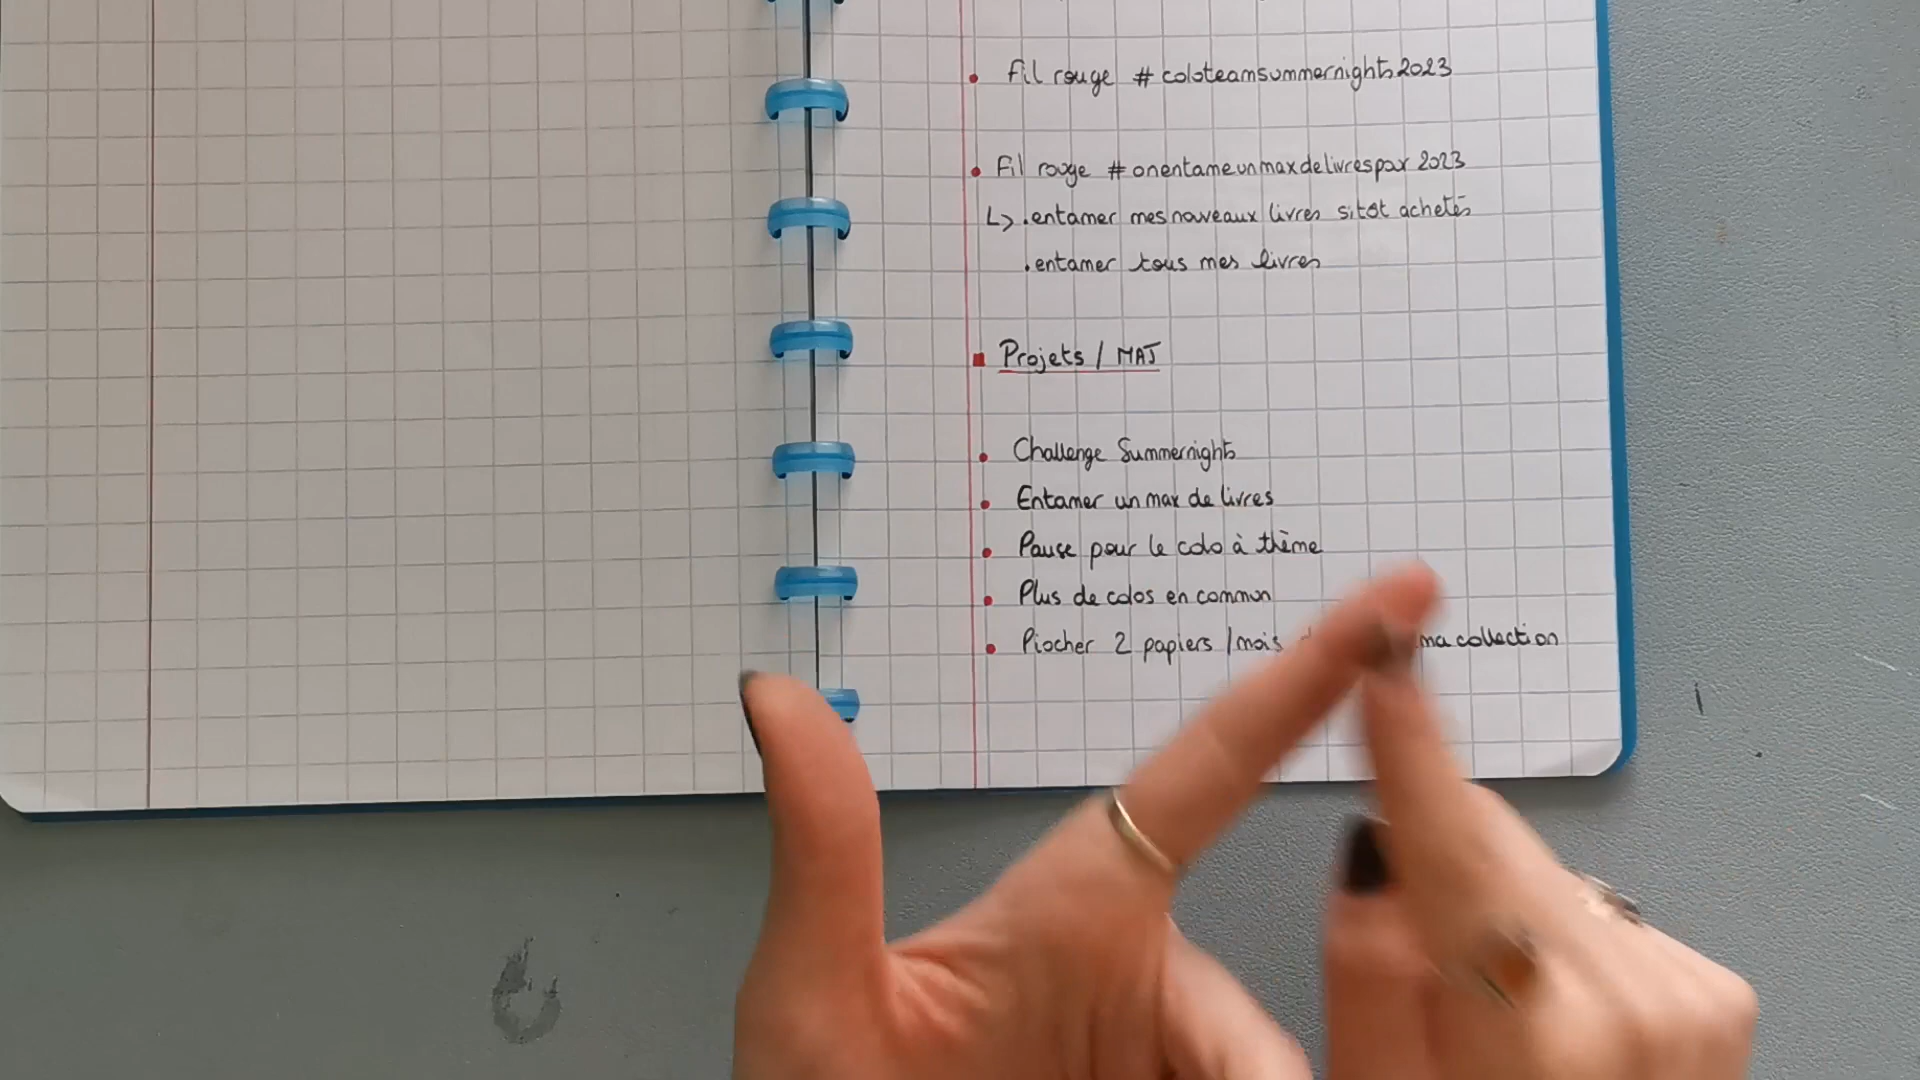 Fil rouge #coloteamsummernights2023
Fil rouge #onentameunmaxdelivrespar2023
↳ .entamer mes nouveaux livres sitôt achetés
.entamer tous mes livres
Projets / MAJ
Challenge Summernights
Entamer un max de livres
Pause pour le colo à thème
Plus de colos en commun
Piocher 2 papiers /mois ma collection